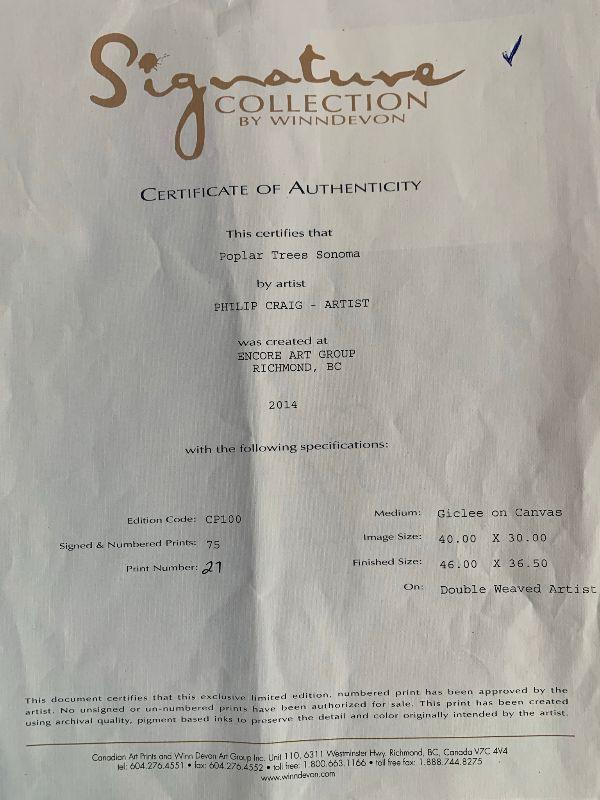 Signature
COLLECTION
BY WINNDEVON
CERTIFICATE OF AUTHENTICITY
This certifies that
Poplar Trees Sonoma
by artist
PHILIP CRAIG - ARTIST
was created at
ENCORE ART GROUP
RICHMOND, BC
2014
with the following specifications:
Edition Code: CP100
Signed & Numbered Prints: 75
Print Number: 21
Medium: Giclee on Canvas
Image Size: 40.00 X 30.00
Finished Size: 46.00 X 36.50
On: Double Weaved Artist
This document certifies that this exclusive limited edition, numbered print has been approved by the
artist. No unsigned or un-numbered prints have been authorized for sale. This print has been created
using archival quality, pigment based inks to preserve the detail and color originally intended by the artist.
Canadian Art Prints and Winn Devon Art Group Inc. Unit 110, 6311 Westminster Hwy. Richmond, BC, Canada V7C 4V4
tel: 604.276.4551 • fax: 604.276.4552 • toll free: 1.800.663.1166 • toll free fax: 1.888.744.8275
www.winndevon.com